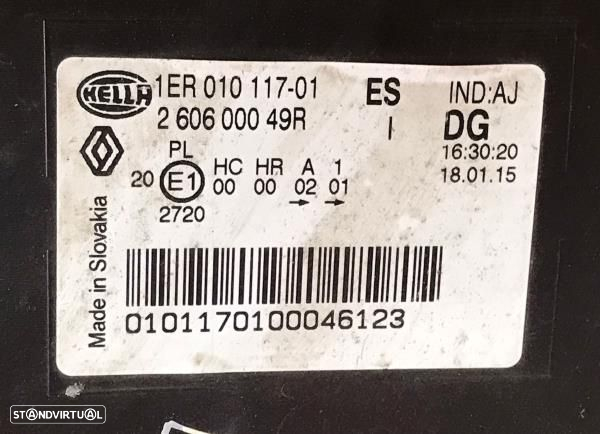 HELLA 1ER 010 117-01 ES IND:AJ
2 606 000 49R I DG
PL 16:30:20
20 E1 HC HR A 1 18.01.15
00 00 02 01
2720
Made in Slovakia
0101170100046123
STANDVIRTUAL